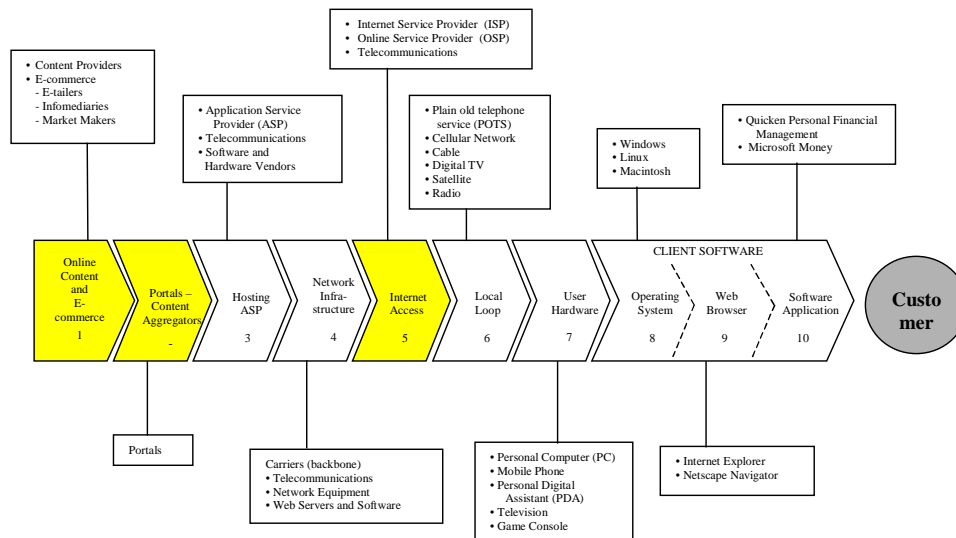 • Internet Service Provider (ISP)
• Online Service Provider (OSP)
• Telecommunications
• Content Providers
• E-commerce
- E-tailers
- Infomediaries
- Market Makers
• Application Service
Provider (ASP)
• Telecommunications
• Software and
Hardware Vendors
• Plain old telephone
service (POTS)
• Cellular Network
• Cable
• Digital TV
• Satellite
• Radio
• Windows
• Linux
• Macintosh
• Quicken Personal Financial
Management
• Microsoft Money
Online
Content
and
E-
commerce
1
Portals –
Content
Aggregators
-
Hosting
ASP
3
Network
Infra-
structure
4
Internet
Access
5
Local
Loop
6
User
Hardware
7
CLIENT SOFTWARE
Operating
System
8
Web
Browser
9
Software
Application
10
Custo
mer
Portals
Carriers (backbone)
• Telecommunications
• Network Equipment
• Web Servers and Software
• Personal Computer (PC)
• Mobile Phone
• Personal Digital
Assistant (PDA)
• Television
• Game Console
• Internet Explorer
• Netscape Navigator